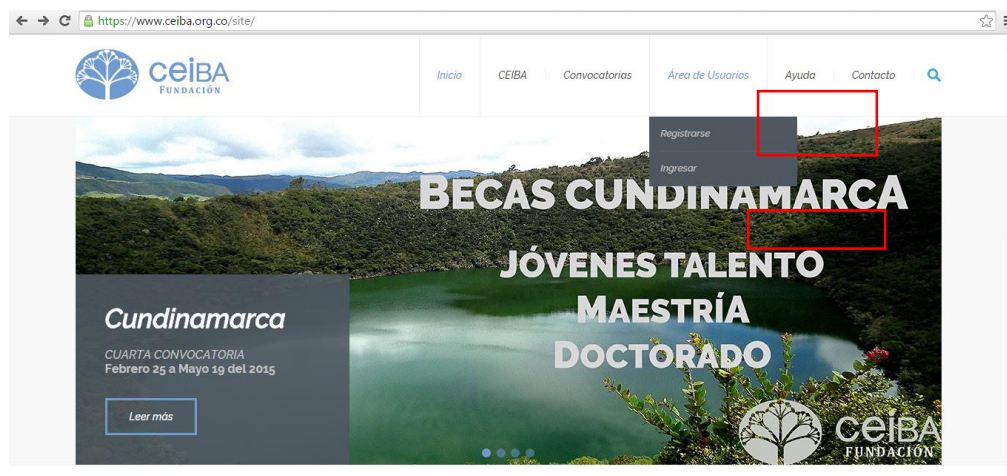 https://www.ceiba.org.co/site/
CEiBA
FUNDACIÓN
Inicio
CEIBA
Convocatorias
Área de Usuarios
Ayuda
Contacto
Registrarse
Ingresar
BECAS CUNDINAMARCA
JÓVENES TALENTO
MAESTRÍA
DOCTORADO
Cundinamarca
CUARTA CONVOCATORIA
Febrero 25 a Mayo 19 del 2015
Leer más
CEiBA
FUNDACIÓN